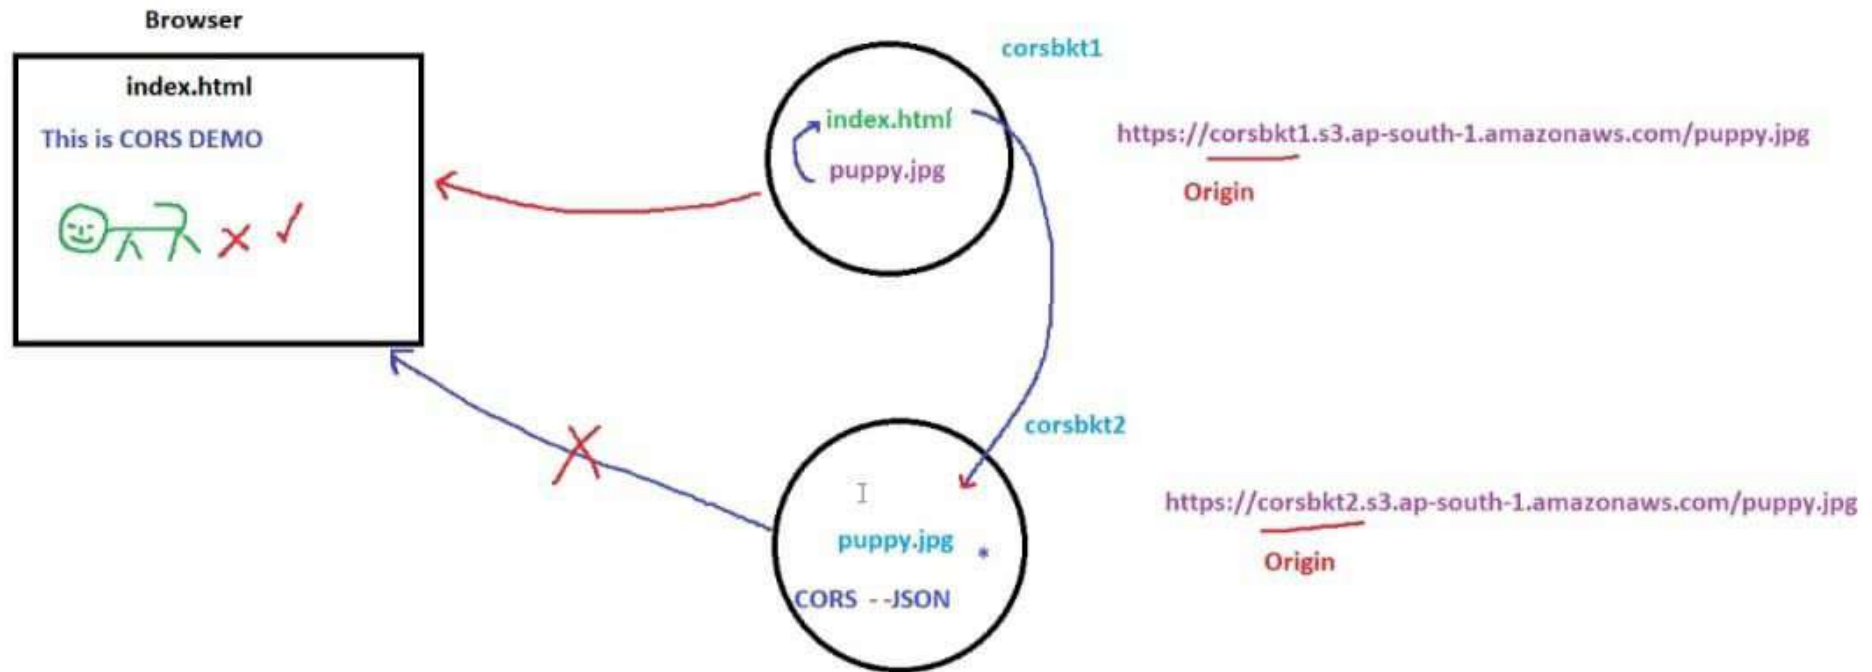 Browser
index.html
This is CORS DEMO
corsbkt1
index.html
puppy.jpg
https://corsbkt1.s3.ap-south-1.amazonaws.com/puppy.jpg
Origin
corsbkt2
puppy.jpg *
CORS - -JSON
https://corsbkt2.s3.ap-south-1.amazonaws.com/puppy.jpg
Origin